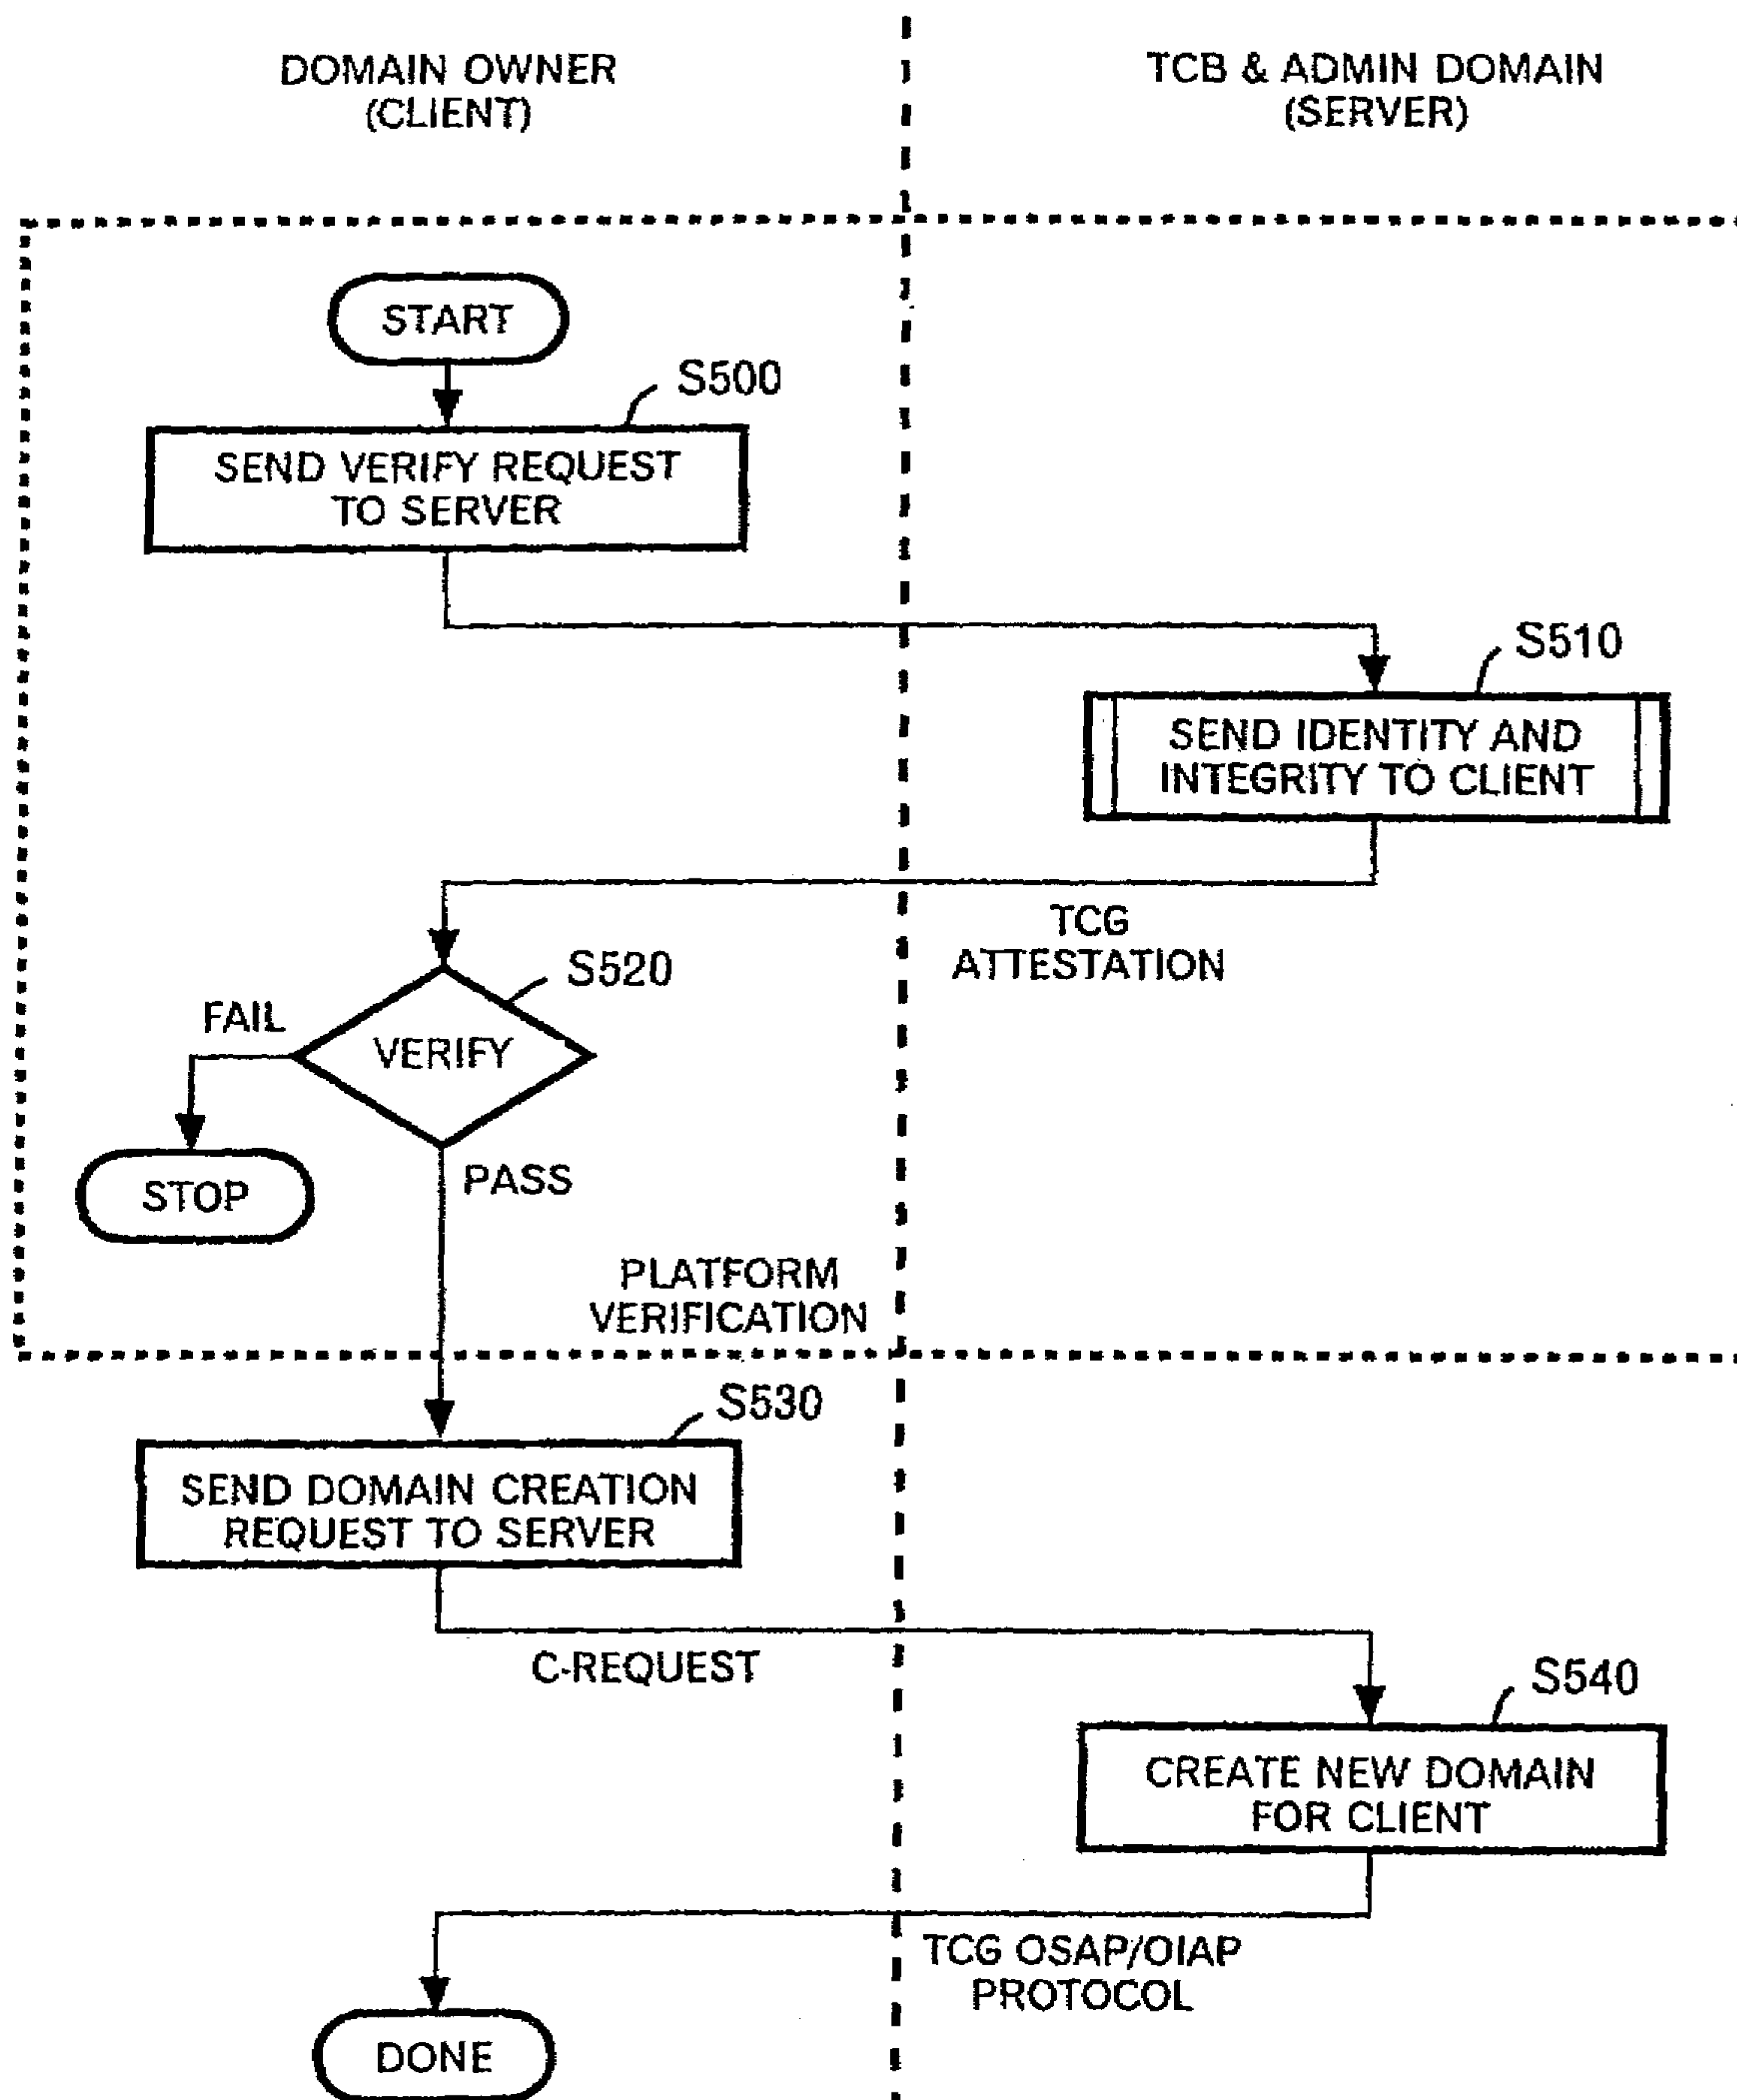 DOMAIN OWNER
(CLIENT)
TCB & ADMIN DOMAIN
(SERVER)
START
S500
SEND VERIFY REQUEST
TO SERVER
S510
SEND IDENTITY AND
INTEGRITY TO CLIENT
TCG
ATTESTATION
S520
FAIL
VERIFY
STOP
PASS
PLATFORM
VERIFICATION
S530
SEND DOMAIN CREATION
REQUEST TO SERVER
C-REQUEST
S540
CREATE NEW DOMAIN
FOR CLIENT
TCG OSAP/OIAP
PROTOCOL
DONE